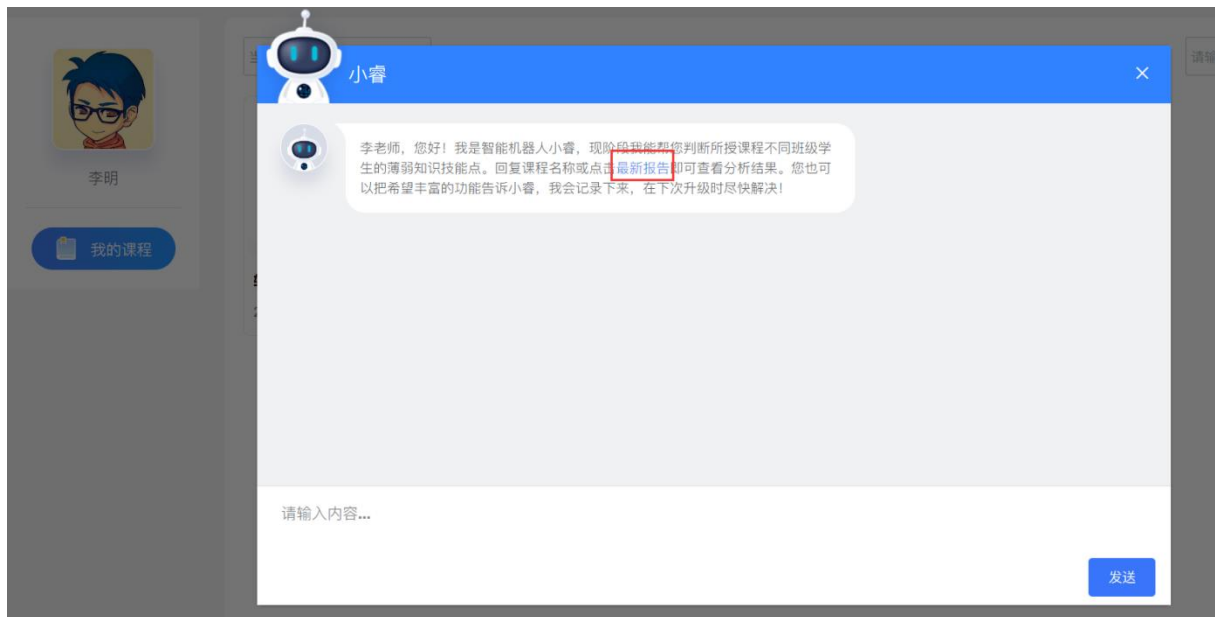 小睿
请输
李明
我的课程
李老师，您好！我是智能机器人小睿，现阶段我能帮您判断所授课程不同班级学
生的薄弱知识技能点。回复课程名称或点击最新报告即可查看分析结果。您也可
以把希望丰富的功能告诉小睿，我会记录下来，在下次升级时尽快解决！
请输入内容...
发送